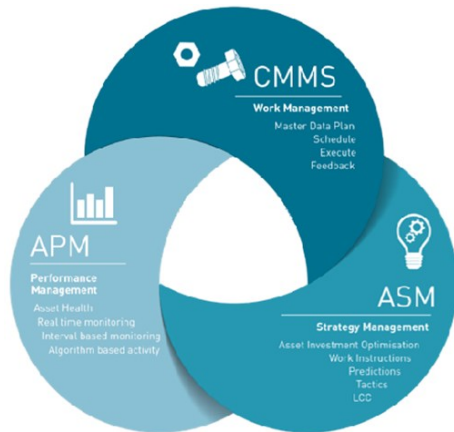 CMMS
Work Management
Master Data Plan
Schedule
Execute
Feedback
APM
Performance
Management
Asset Health
Real time monitoring
Interval based monitoring
Algorithm based activity
ASM
Strategy Management
Asset Investment Optimisation
Work Instructions
Predictions
Tactics
LCC